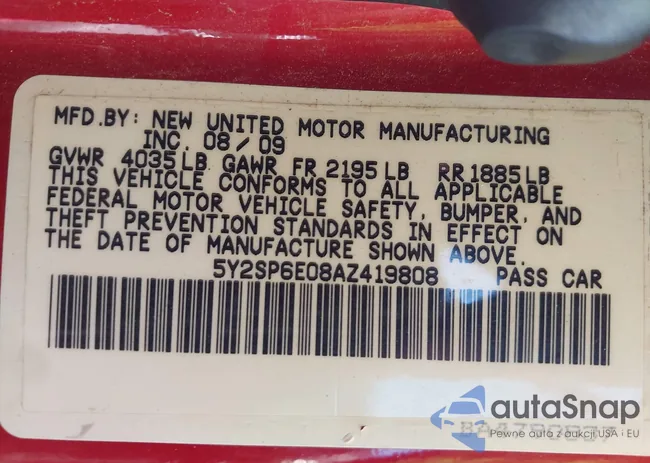 MFD.BY: NEW UNITED MOTOR MANUFACTURING
INC. 08/09
GVWR 4035LB GAWR FR 2195LB RR1885LB
THIS VEHICLE CONFORMS TO ALL APPLICABLE
FEDERAL MOTOR VEHICLE SAFETY, BUMPER, AND
THEFT PREVENTION STANDARDS IN EFFECT ON
THE DATE OF MANUFACTURE SHOWN ABOVE.
5Y2SP6E08AZ419808 PASS CAR
autaSnap
Pewne auta z aukcji USA i EU